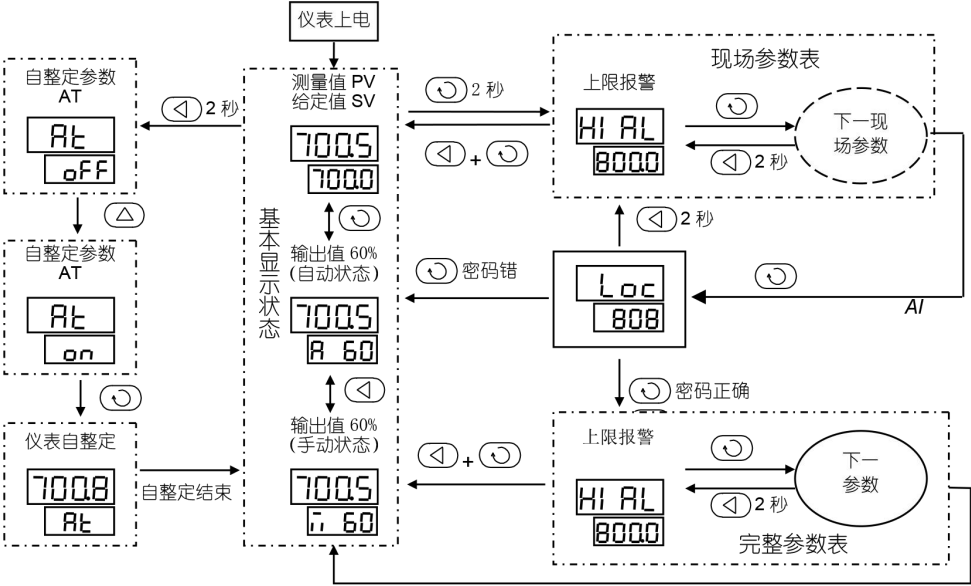 仪表上电
自整定参数
AT
At
oFF
2 秒
测量值 PV
给定值 SV
700.5
700.0
2 秒
+
现场参数表
上限报警
HI AL
800.0
2 秒
下一现
场参数
基本显示状态
输出值 60%
(自动状态)
700.5
A 60
自整定参数
AT
At
on
密码错
2 秒
Loc
808
AI
密码正确
仪表自整定
700.8
At
自整定结束
输出值 60%
(手动状态)
700.5
60
+
上限报警
HI AL
800.0
2 秒
下一
参数
完整参数表